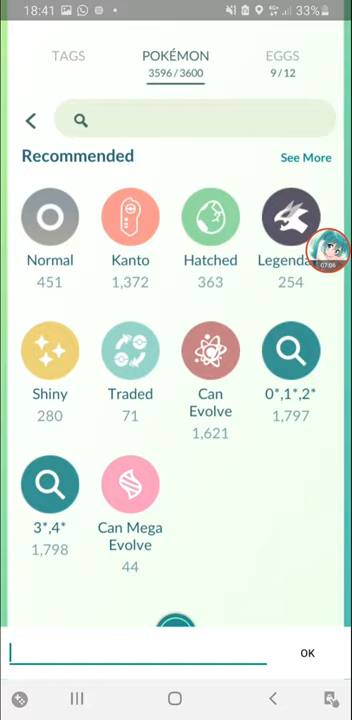 18:41 33%
TAGS POKÉMON EGGS
3596 / 3600 9 / 12
Recommended See More
Normal Kanto Hatched Legenda
451 1,372 363 254
07:06
Shiny Traded Can Evolve 0*,1*,2*
280 71 1,621 1,797
3*,4* Can Mega Evolve
1,798 44
OK